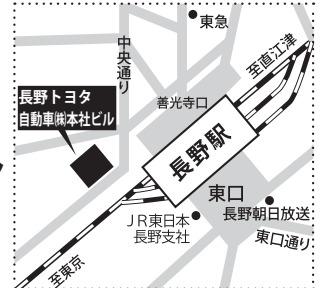 東急
中央通り
至直江津
長野トヨタ
自動車㈱本社ビル
善光寺口
長野駅
東口
長野朝日放送
JR東日本
長野支社
東口通り
至東京